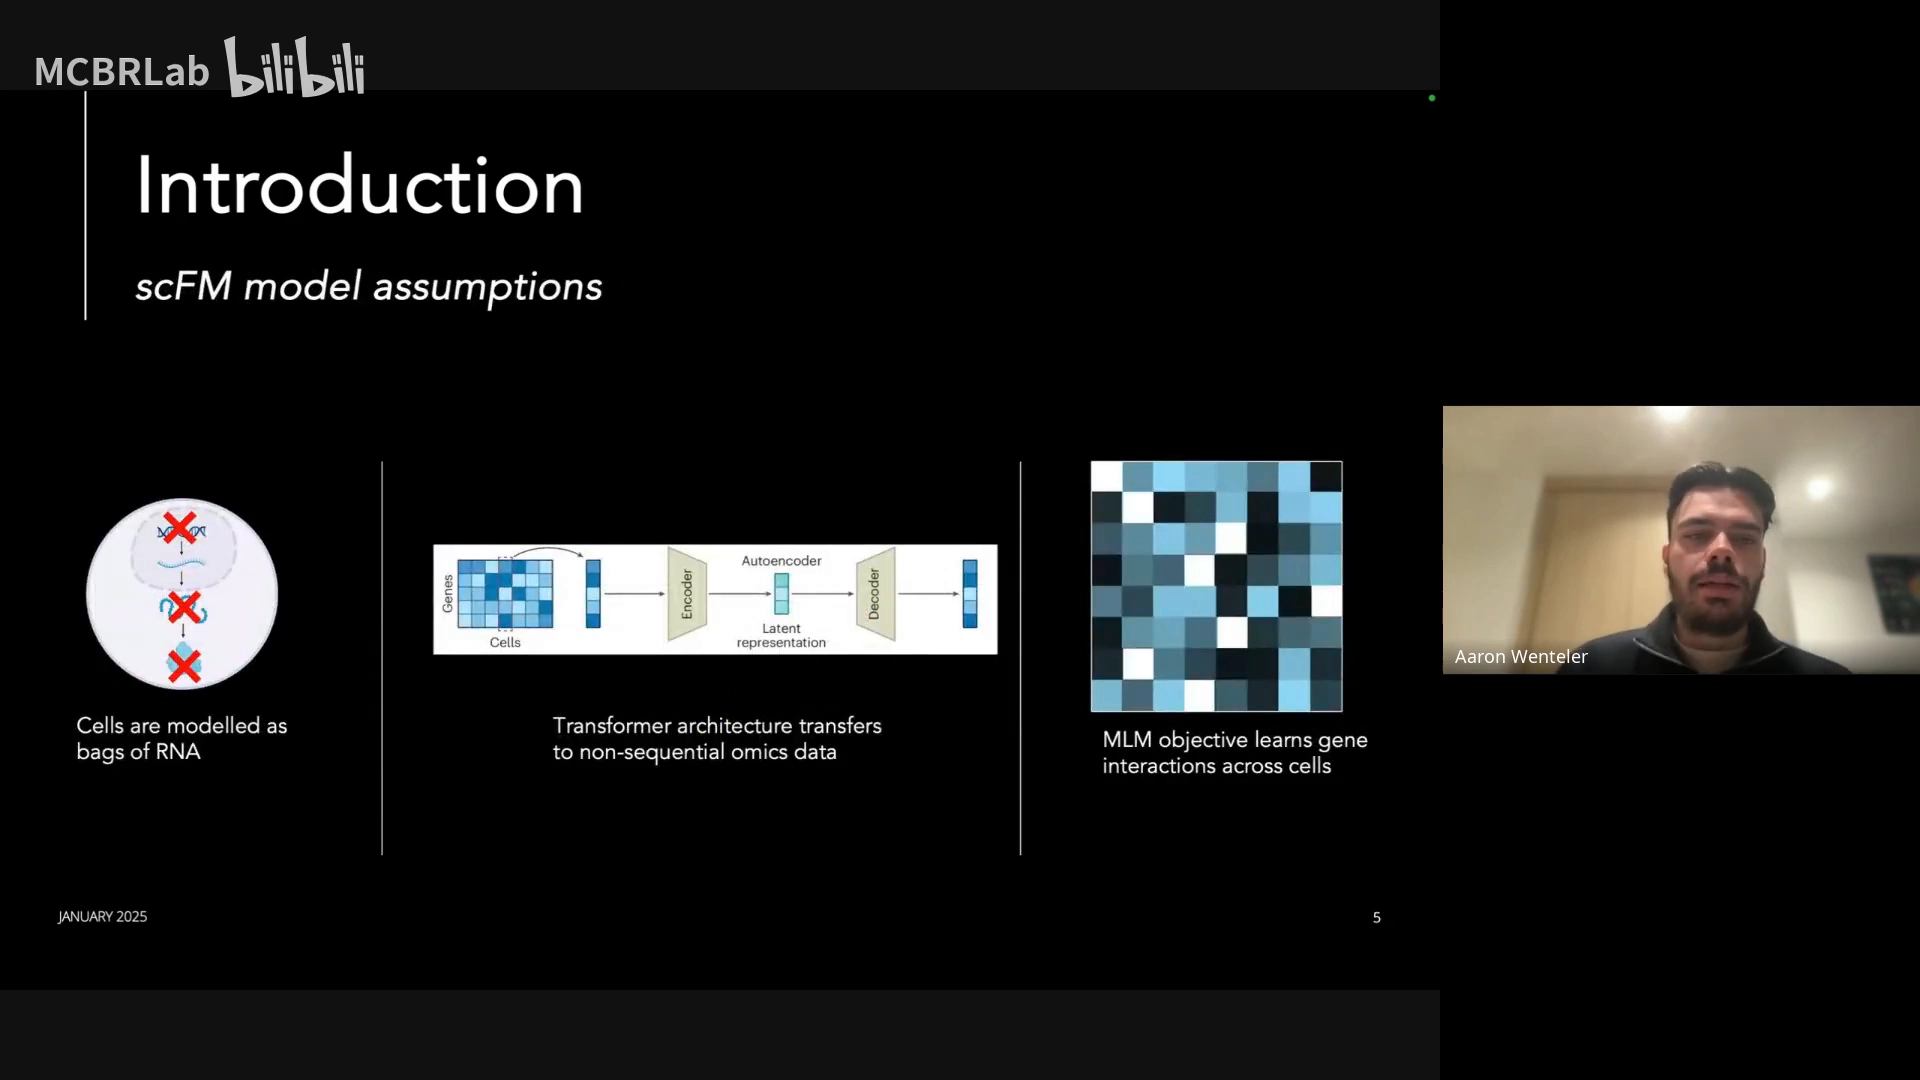 MCBRLab bilibili
Introduction
scFM model assumptions
Genes
Cells
Encoder
Autoencoder
Latent
representation
Decoder
Cells are modelled as
bags of RNA
Transformer architecture transfers
to non-sequential omics data
MLM objective learns gene
interactions across cells
Aaron Wenteler
JANUARY 2025
5